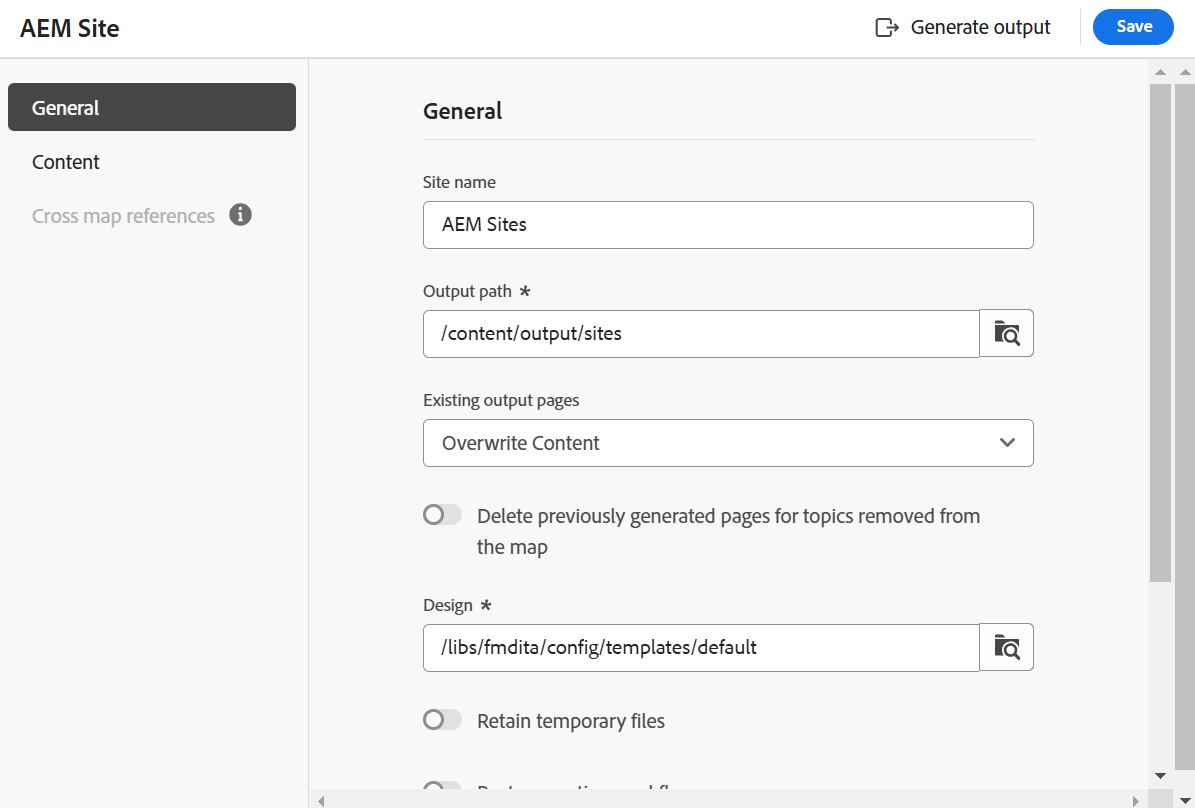 AEM Site
Generate output
Save
General
Content
Cross map references
General
Site name
AEM Sites
Output path *
/content/output/sites
Existing output pages
Overwrite Content
Delete previously generated pages for topics removed from
the map
Design *
/libs/fmdita/config/templates/default
Retain temporary files